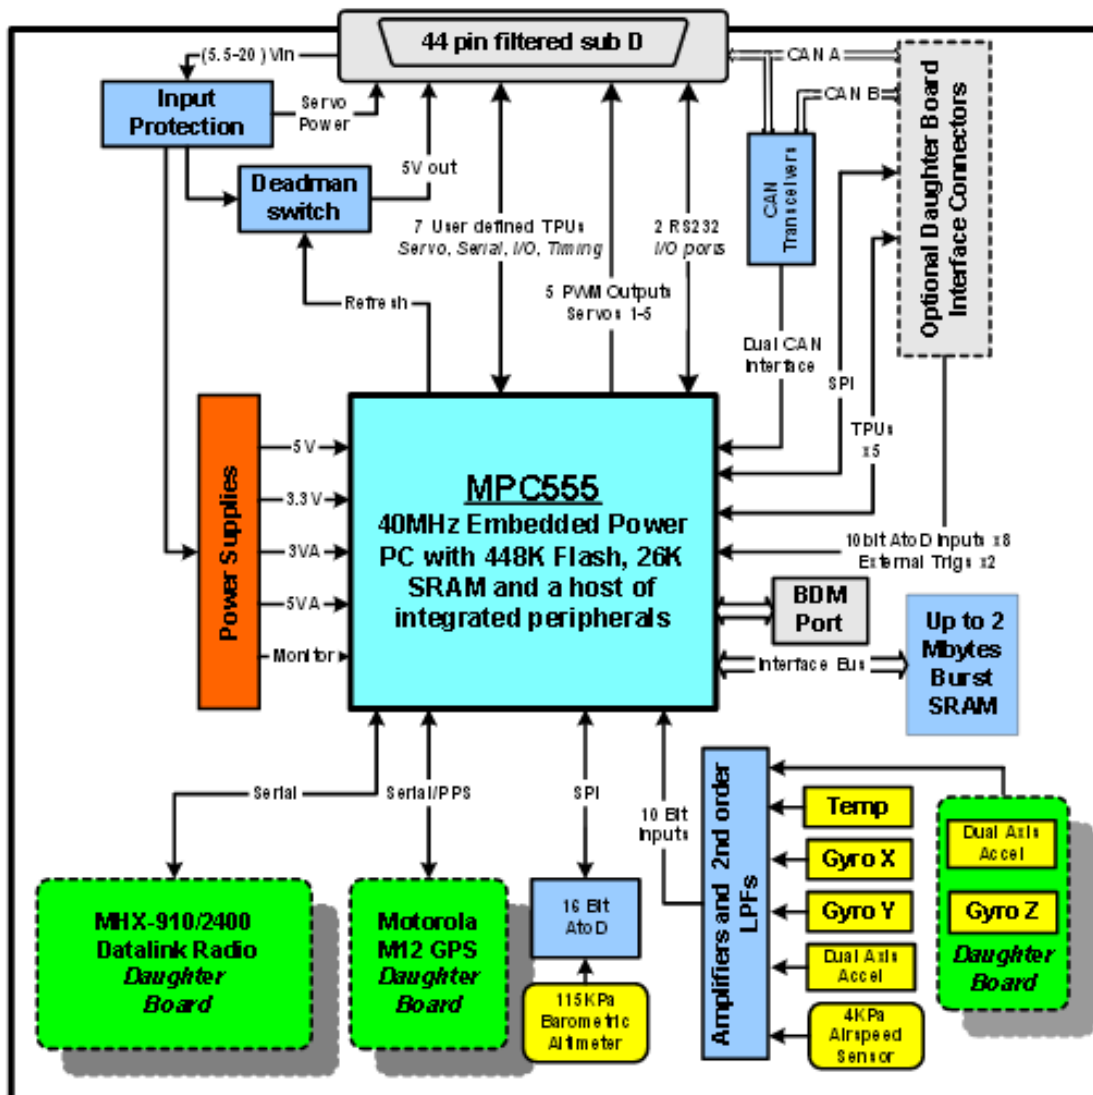 44 pin filtered sub D
(5.5-20) Vin
CAN A
CAN B
Input
Protection
Servo
Power
Optional Daughter Board
Interface Connectors
CAN
Transceivers
5V out
Deadman
switch
7 User defined TPUs
Servo, Serial, I/O, Timing
2 RS232
I/O ports
Refresh
5 PWM Outputs
Servos 1-5
Dual CAN
Interface
SPI
TPUs
x5
Power Supplies
5V
3.3V
3VA
5VA
Monitor
MPC555
40MHz Embedded Power
PC with 448K Flash, 26K
SRAM and a host of
integrated peripherals
10bit AtoD Inputs x8
External Trigs x2
BDM
Port
Up to 2
Mbytes
Burst
SRAM
Interface Bus
Serial
Serial/PPS
SPI
10 Bit
Inputs
Amplifiers and 2nd order
LPFs
Temp
Gyro X
Gyro Y
Dual Axis
Accel
4KPa
Airspeed
Sensor
Dual Axis
Accel
Gyro Z
Daughter
Board
MHX-910/2400
Datalink Radio
Daughter
Board
Motorola
M12 GPS
Daughter
Board
16 Bit
AtoD
115KPa
Barometric
Altimeter